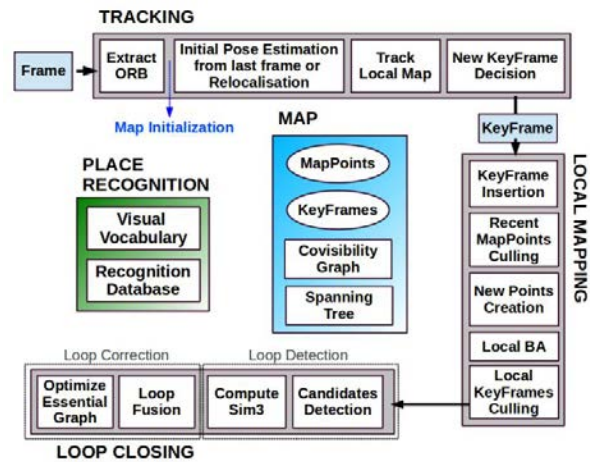 TRACKING
Frame
Extract
ORB
Initial Pose Estimation
from last frame or
Relocalisation
Track
Local Map
New KeyFrame
Decision
Map Initialization
KeyFrame
MAP
MapPoints
KeyFrames
Covisibility
Graph
Spanning
Tree
PLACE
RECOGNITION
Visual
Vocabulary
Recognition
Database
LOCAL MAPPING
KeyFrame
Insertion
Recent
MapPoints
Culling
New Points
Creation
Local BA
Local
KeyFrames
Culling
Loop Correction
Loop Detection
Optimize
Essential
Graph
Loop
Fusion
Compute
Sim3
Candidates
Detection
LOOP CLOSING